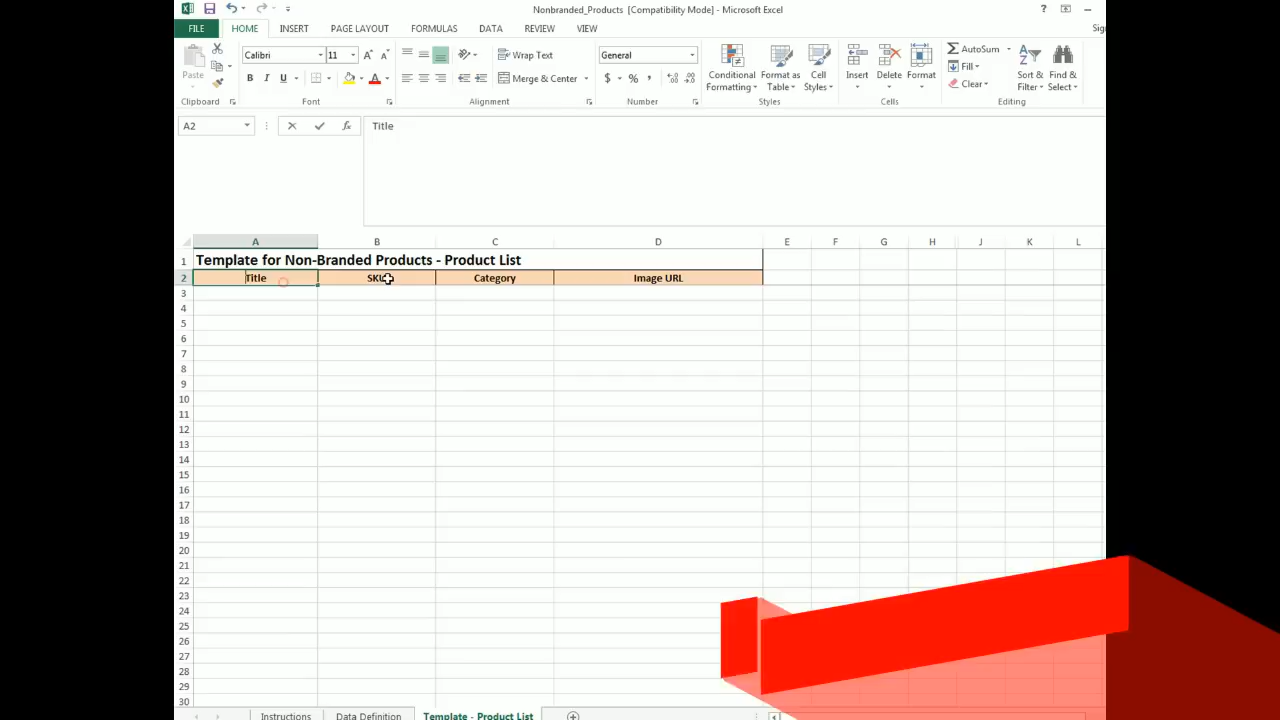 Nonbranded_Products [Compatibility Mode] - Microsoft Excel
?
FILE HOME INSERT PAGE LAYOUT FORMULAS DATA REVIEW VIEW
Calibri 11 Wrap Text General AutoSum
Paste B I U Merge & Center $ % Conditional Formatting Format as Table Cell Styles Insert Delete Format Fill Clear Sort & Filter Find & Select
Clipboard Font Alignment Number Styles Cells Editing
A2 fx Title
A B C D E F G H J K L
1 Template for Non-Branded Products - Product List
2 Title SKU Category Image URL
3
4
5
6
7
8
9
10
11
12
13
14
15
16
17
18
19
20
21
22
23
24
25
26
27
28
29
30
Instructions Data Definition Template - Product List